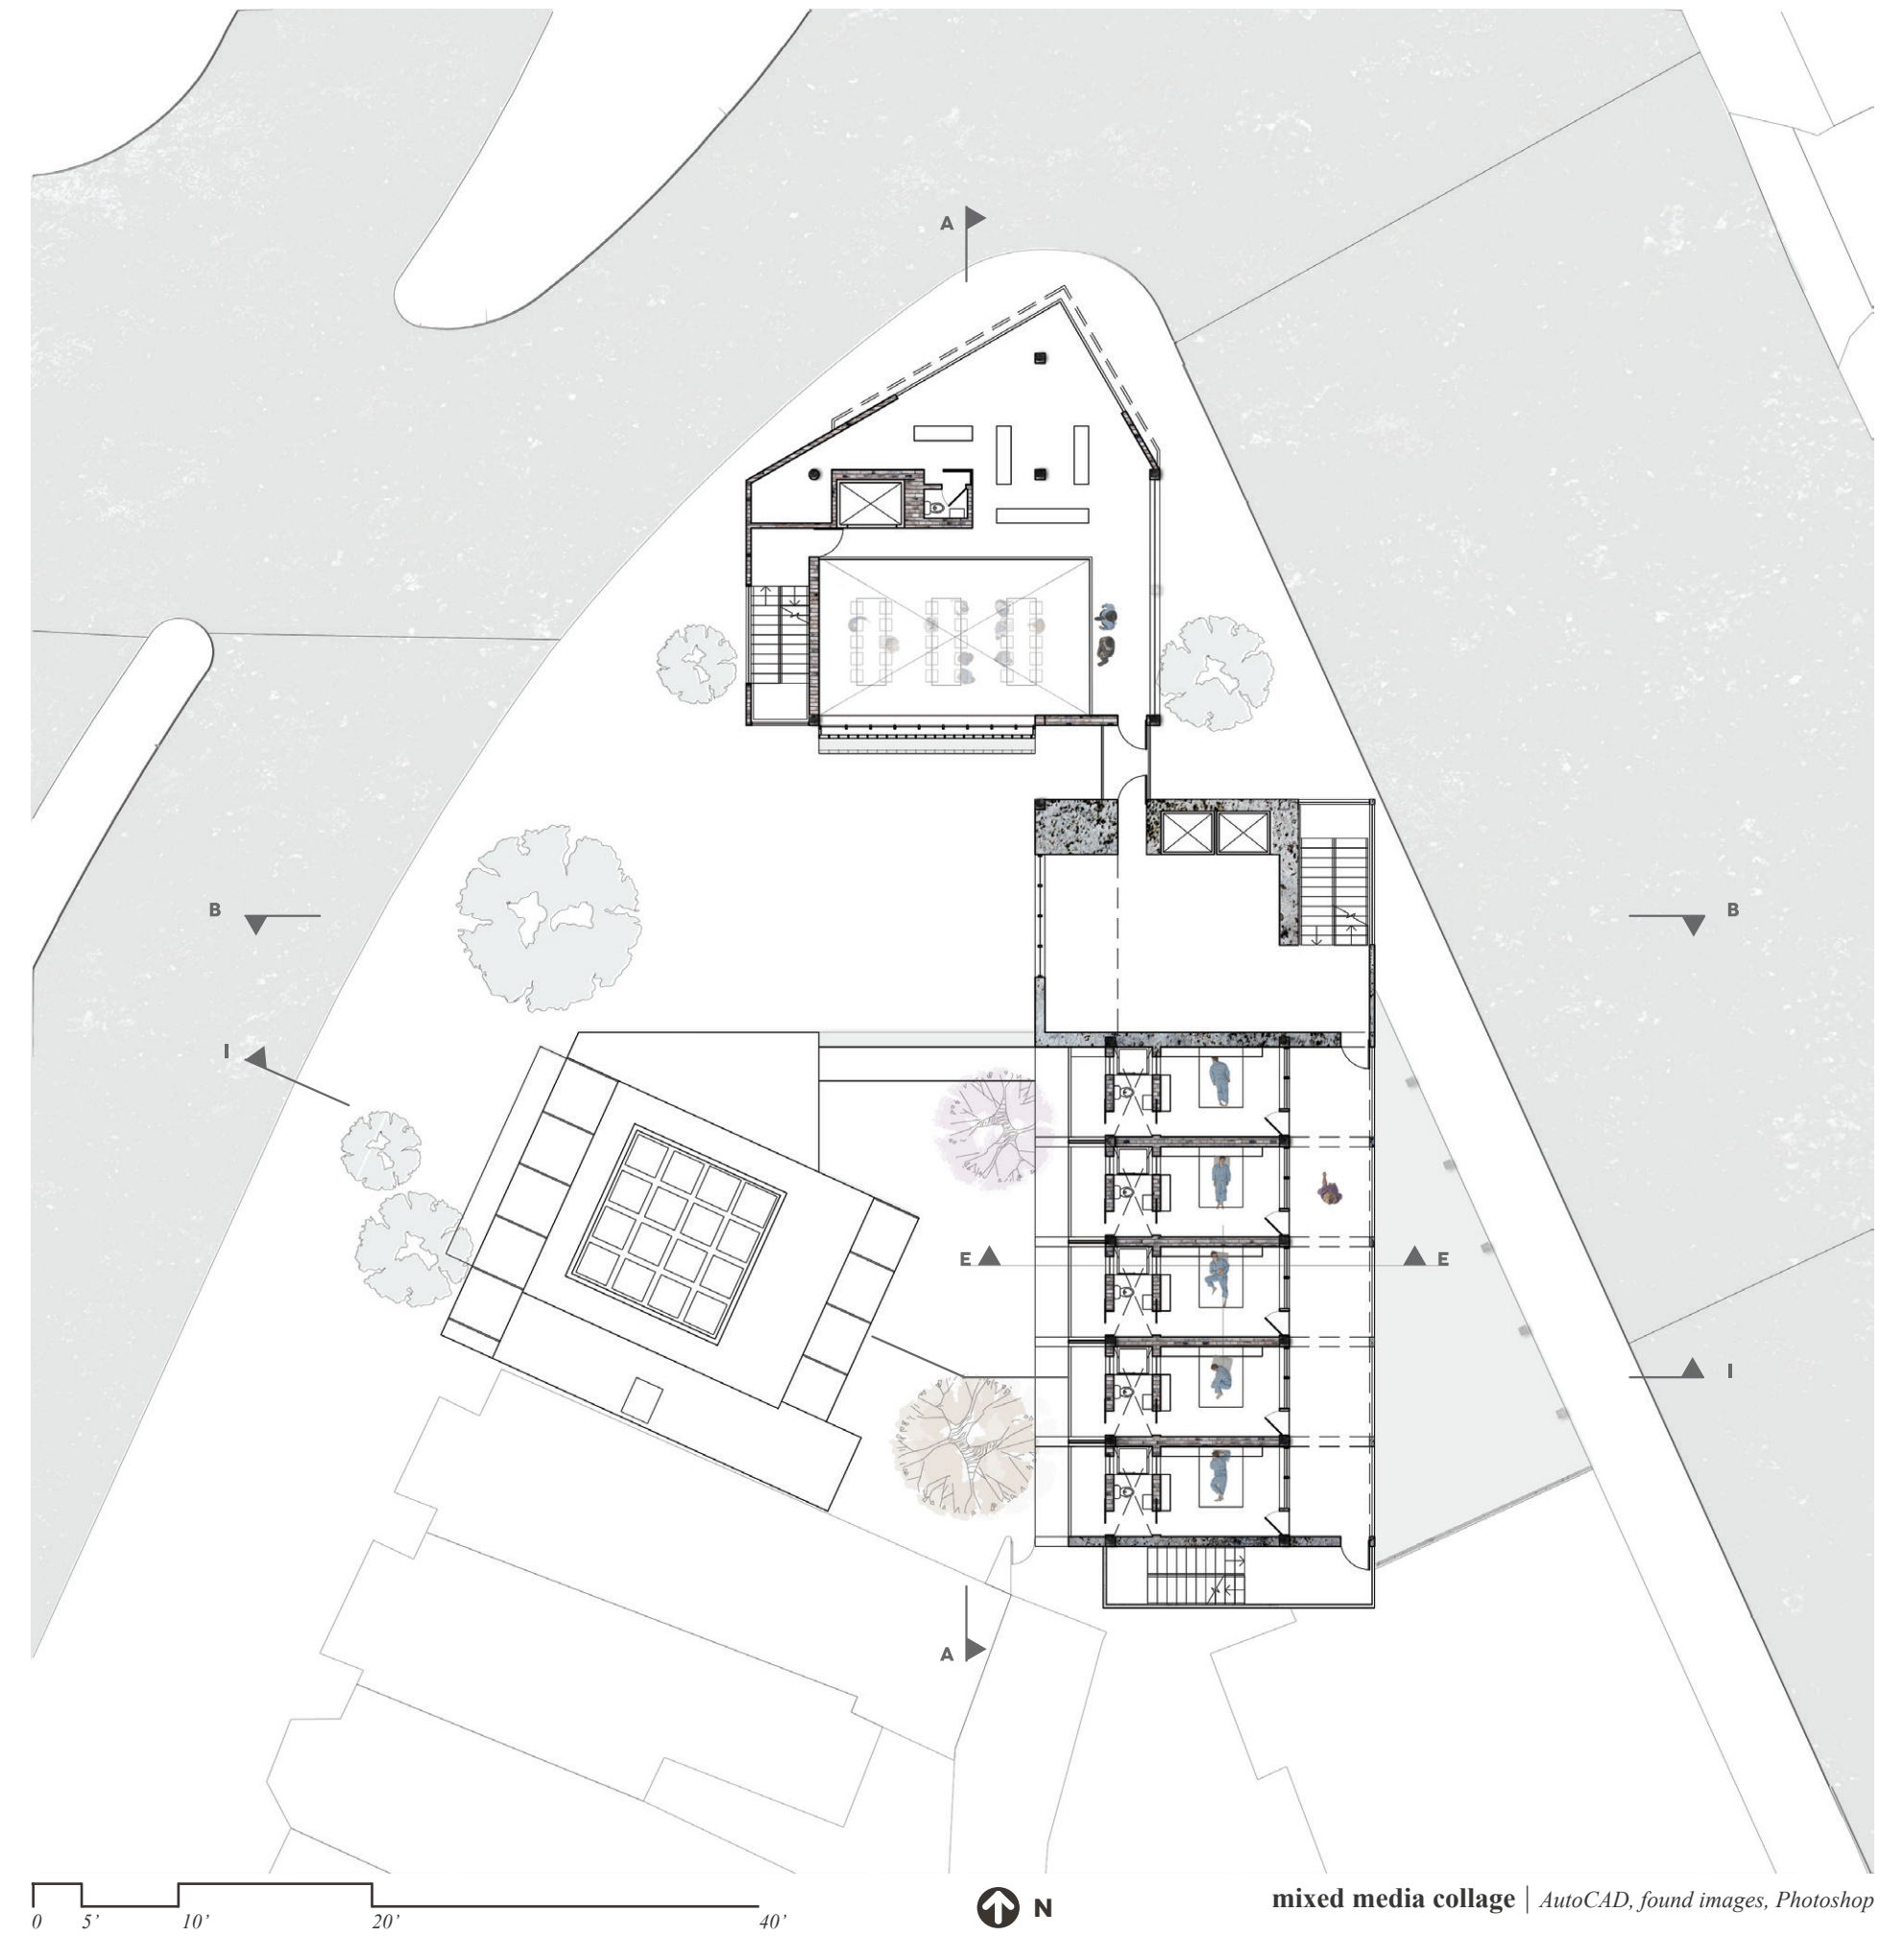 A
B
B
I
E
E
I
A
0 5’ 10’ 20’ 40’
N
mixed media collage | AutoCAD, found images, Photoshop